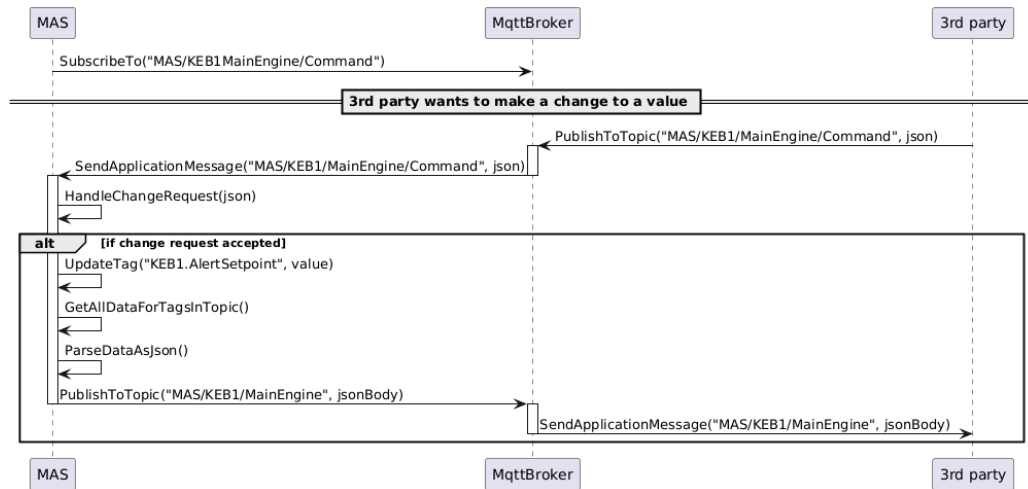 MAS MqttBroker 3rd party
SubscribeTo("MAS/KEB1MainEngine/Command")
3rd party wants to make a change to a value
PublishToTopic("MAS/KEB1/MainEngine/Command", json)
SendApplicationMessage("MAS/KEB1/MainEngine/Command", json)
HandleChangeRequest(json)
alt [if change request accepted]
UpdateTag("KEB1.AlertSetpoint", value)
GetAllDataForTagsInTopic()
ParseDataAsJson()
PublishToTopic("MAS/KEB1/MainEngine", jsonBody)
SendApplicationMessage("MAS/KEB1/MainEngine", jsonBody)
MAS MqttBroker 3rd party